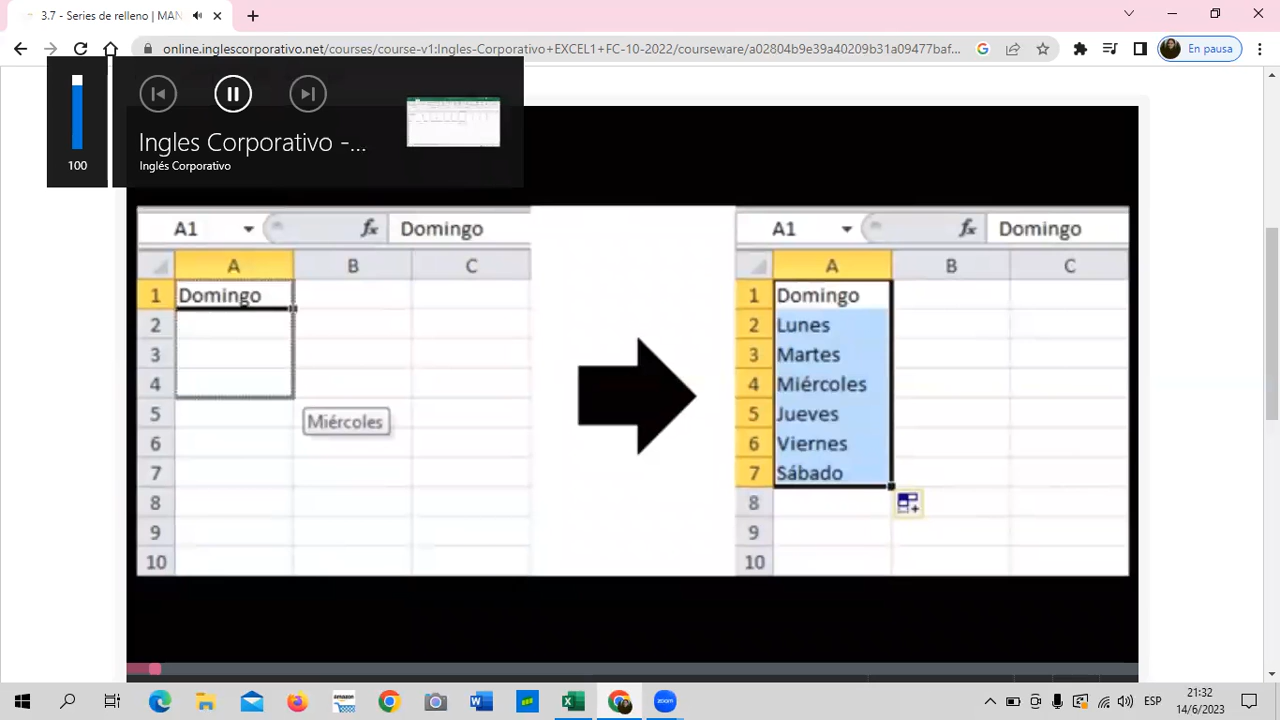 3.7 - Series de relleno | MAN
online.inglescorporativo.net/courses/course-v1:Ingles-Corporativo+EXCEL1+FC-10-2022/courseware/a02804b9e39a40209b31a09477baf...
En pausa
100
Ingles Corporativo -...
Inglés Corporativo
A1 fx Domingo
A B C
1 Domingo
2
3
4
5
Miércoles
6
7
8
9
10
A1 fx Domingo
A B C
1 Domingo
2 Lunes
3 Martes
4 Miércoles
5 Jueves
6 Viernes
7 Sábado
8
9
10
zoom
ESP
21:32
14/6/2023